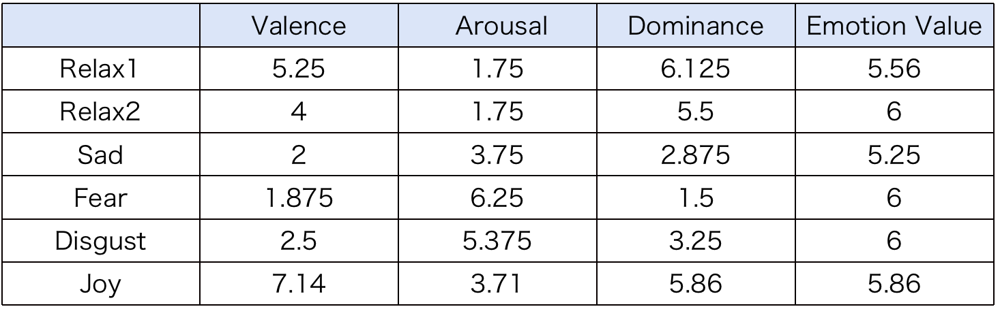 Valence Arousal Dominance Emotion Value
Relax1 5.25 1.75 6.125 5.56
Relax2 4 1.75 5.5 6
Sad 2 3.75 2.875 5.25
Fear 1.875 6.25 1.5 6
Disgust 2.5 5.375 3.25 6
Joy 7.14 3.71 5.86 5.86